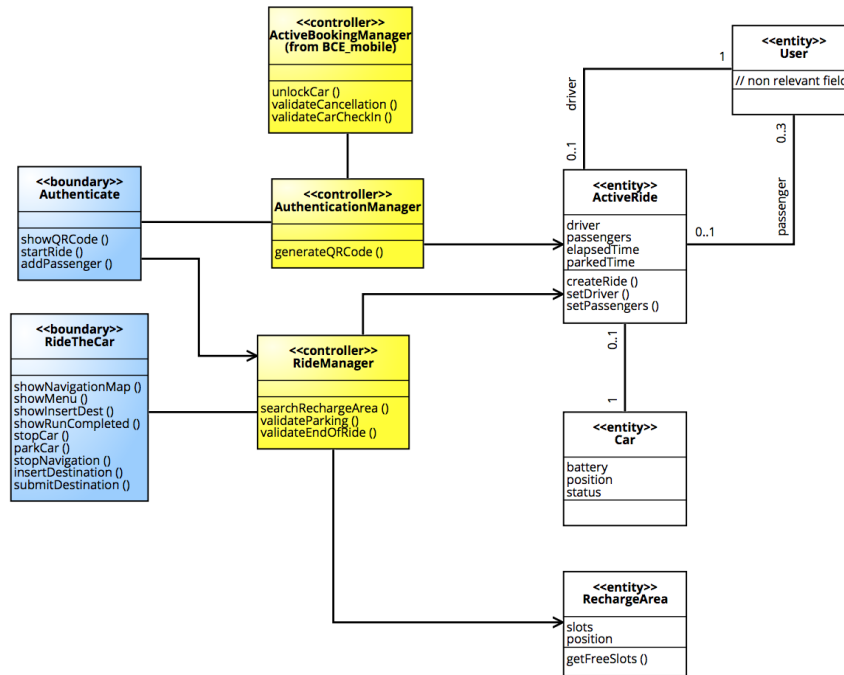 <<controller>>
ActiveBookingManager
(from BCE_mobile)
unlockCar ()
validateCancellation ()
validateCarCheckIn ()
<<entity>>
User
// non relevant field
1
driver
0..1
0..3
passenger
0..1
<<boundary>>
Authenticate
showQRCode ()
startRide ()
addPassenger ()
<<controller>>
AuthenticationManager
generateQRCode ()
<<entity>>
ActiveRide
driver
passengers
elapsedTime
parkedTime
createRide ()
setDriver ()
setPassengers ()
<<boundary>>
RideTheCar
showNavigationMap ()
showMenu ()
showInsertDest ()
showRunCompleted ()
stopCar ()
parkCar ()
stopNavigation ()
insertDestination ()
submitDestination ()
<<controller>>
RideManager
searchRechargeArea ()
validateParking ()
validateEndOfRide ()
0..1
1
<<entity>>
Car
battery
position
status
<<entity>>
RechargeArea
slots
position
getFreeSlots ()